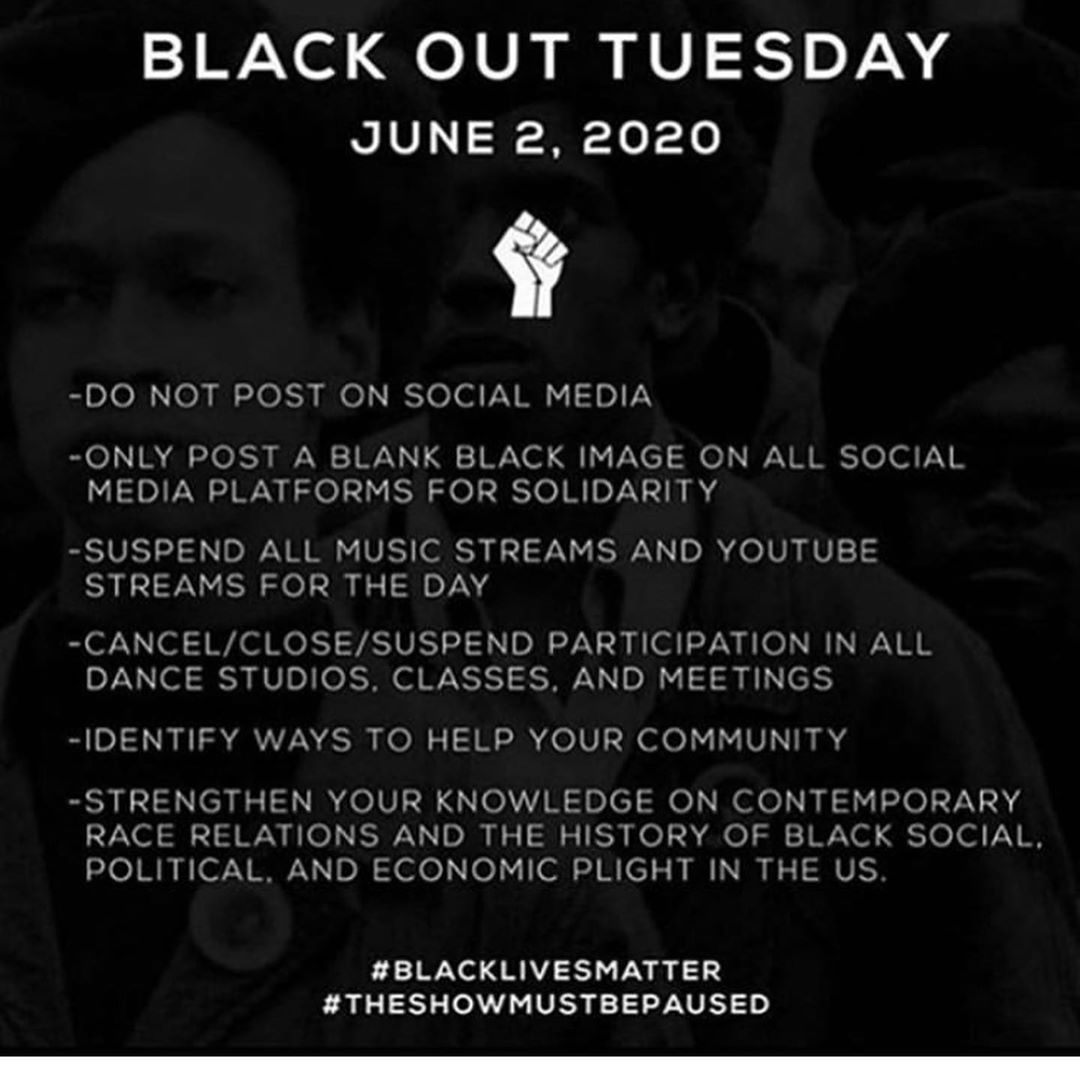 BLACK OUT TUESDAY
JUNE 2, 2020
-DO NOT POST ON SOCIAL MEDIA
-ONLY POST A BLANK BLACK IMAGE ON ALL SOCIAL
MEDIA PLATFORMS FOR SOLIDARITY
-SUSPEND ALL MUSIC STREAMS AND YOUTUBE
STREAMS FOR THE DAY
-CANCEL/CLOSE/SUSPEND PARTICIPATION IN ALL
DANCE STUDIOS, CLASSES, AND MEETINGS
-IDENTIFY WAYS TO HELP YOUR COMMUNITY
-STRENGTHEN YOUR KNOWLEDGE ON CONTEMPORARY
RACE RELATIONS AND THE HISTORY OF BLACK SOCIAL,
POLITICAL, AND ECONOMIC PLIGHT IN THE US.
#BLACKLIVESMATTER
#THESHOWMUSTBEPAUSED